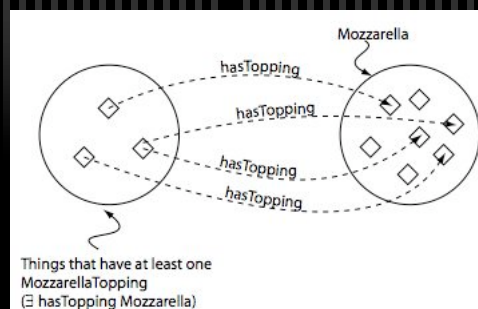 Mozzarella
hasTopping
hasTopping
hasTopping
hasTopping
Things that have at least one
MozzarellaTopping
(∃ hasTopping Mozzarella)